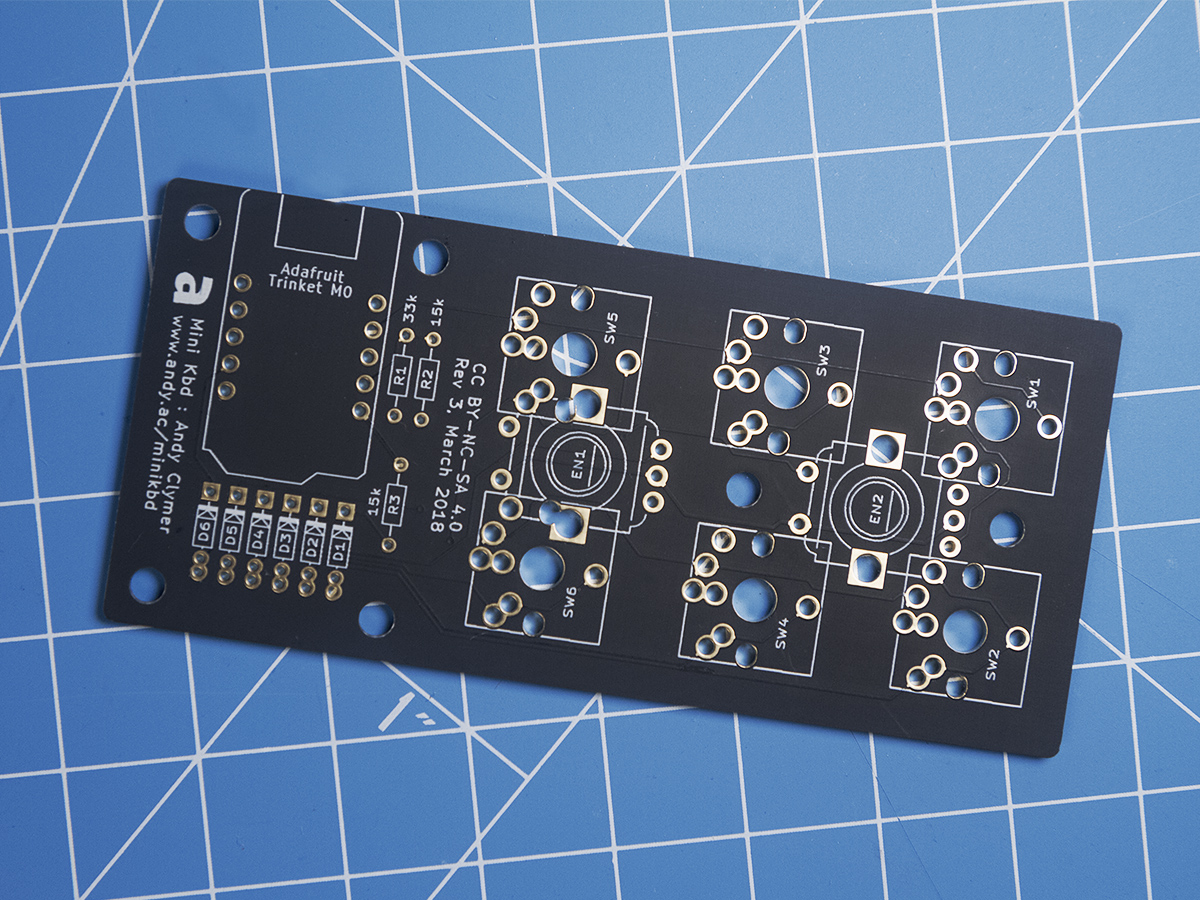 Adafruit
Trinket M0
a
Mini Kbd : Andy Clymer
www.andy.ac/minikbd
33k
15k
R1
R2
CC BY-NC-SA 4.0
Rev 3, March 2018
15k
R3
D6
D5
D4
D3
D2
D1
SW5
SW3
SW1
EN1
EN2
SW6
SW4
SW2
1"